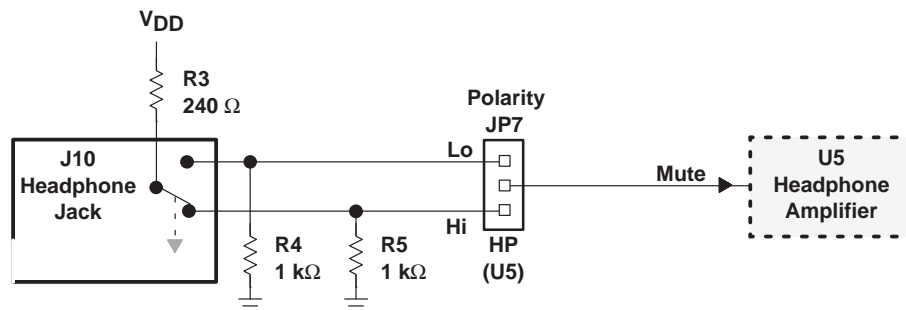 VDD
R3
240 Ω
Polarity
JP7
J10
Headphone
Jack
Lo
Mute
U5
Headphone
Amplifier
Hi
R4
1 kΩ
R5
1 kΩ
HP
(U5)